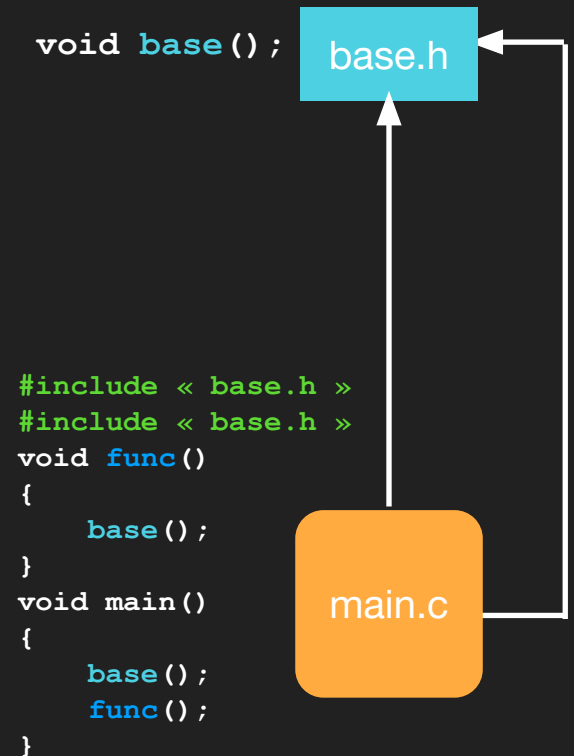 void base();
base.h
#include « base.h »
#include « base.h »
void func()
{
base();
}
void main()
{
base();
func();
}
main.c